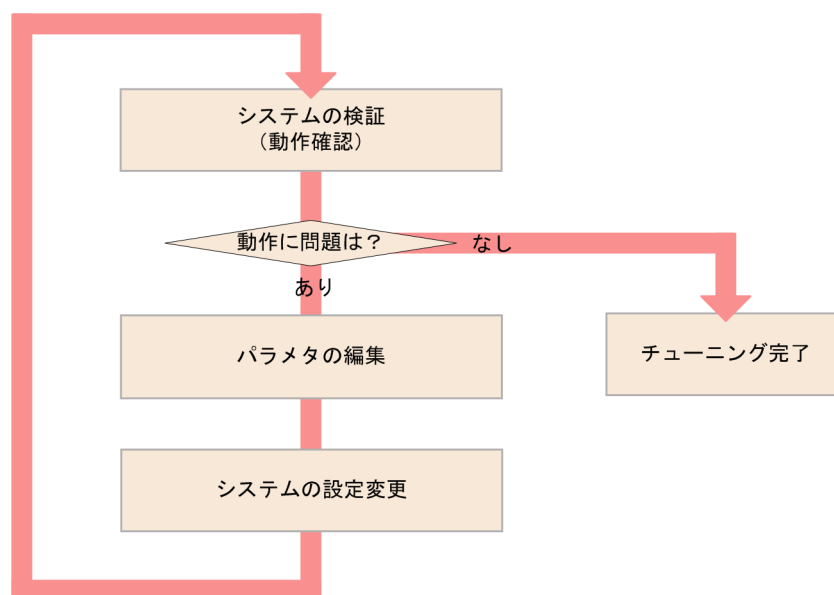 システムの検証
（動作確認）
動作に問題は？
なし
あり
パラメタの編集
チューニング完了
システムの設定変更